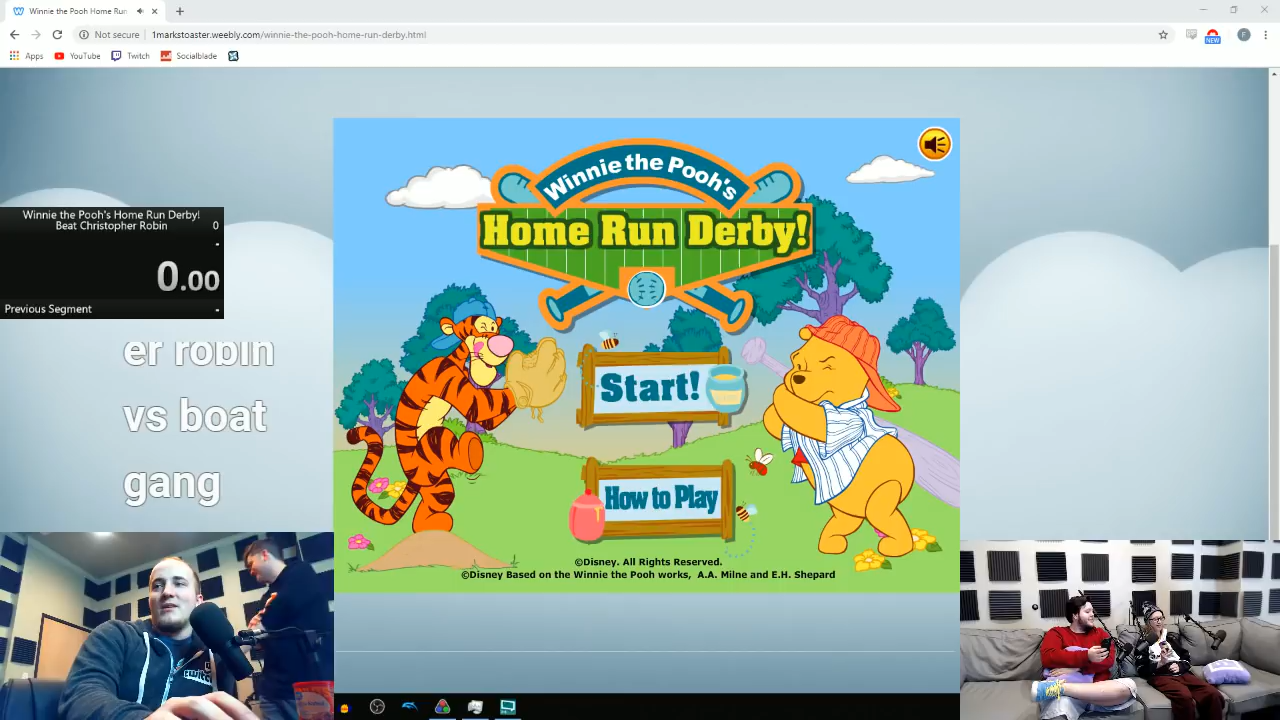 Winnie the Pooh Home Run
Not secure
1markstoaster.weebly.com/winnie-the-pooh-home-run-derby.html
NEW
F
Apps
YouTube
Twitch
Socialblade
Winnie the Pooh's
Home Run Derby!
Winnie the Pooh's Home Run Derby!
Beat Christopher Robin 0
-
0.00
Previous Segment -
er robin
vs boat
gang
Start!
How to Play
©Disney. All Rights Reserved.
©Disney Based on the Winnie the Pooh works, A.A. Milne and E.H. Shepard